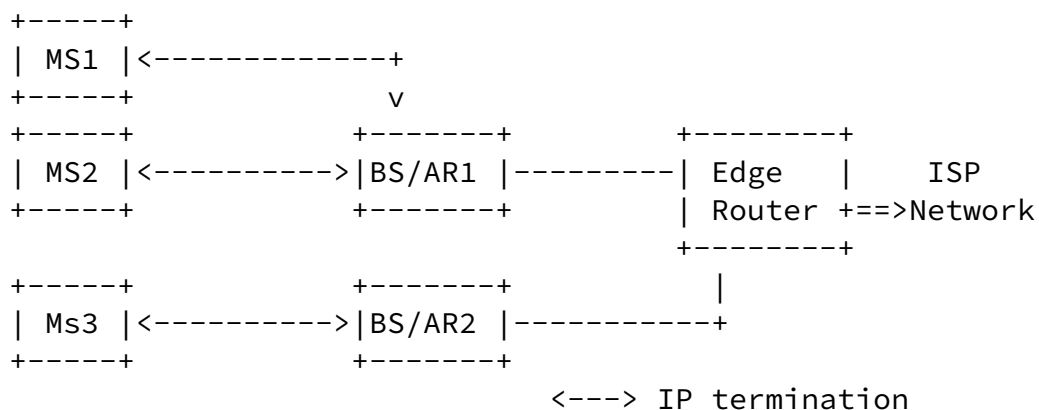 +-----+
| MS1 |<-------------+
+-----+             v
+-----+           +-------+         +--------+
| MS2 |<---------->|BS/AR1 |---------| Edge   |    ISP
+-----+           +-------+         | Router +==>Network
                                    +--------+
+-----+           +-------+           |
| Ms3 |<---------->|BS/AR2 |-----------+
+-----+           +-------+
<---> IP termination